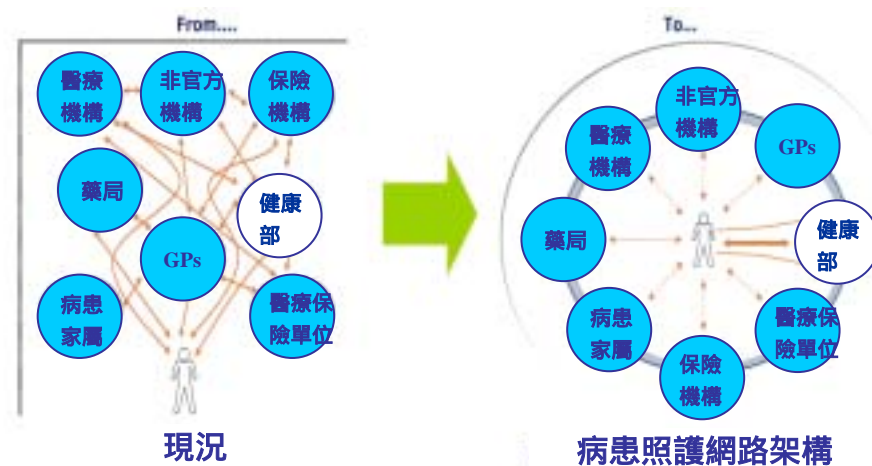 From....
醫療
機構
非官方
機構
保險
機構
藥局
健康
部
GPs
病患
家屬
醫療保
險單位
現況
To...
非官方
機構
醫療
機構
GPs
藥局
健康
部
病患
家屬
醫療保
險單位
保險
機構
病患照護網路架構